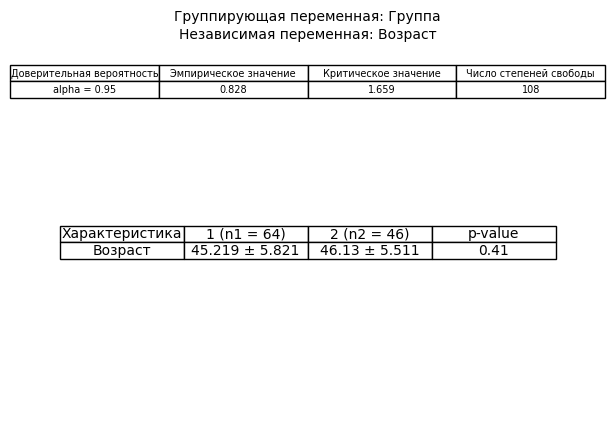 Группирующая переменная: Группа
Независимая переменная: Возраст
Доверительная вероятность Эмпирическое значение Критическое значение Число степеней свободы
alpha = 0.95 0.828 1.659 108
Характеристика 1 (n1 = 64) 2 (n2 = 46) p-value
Возраст 45.219 ± 5.821 46.13 ± 5.511 0.41